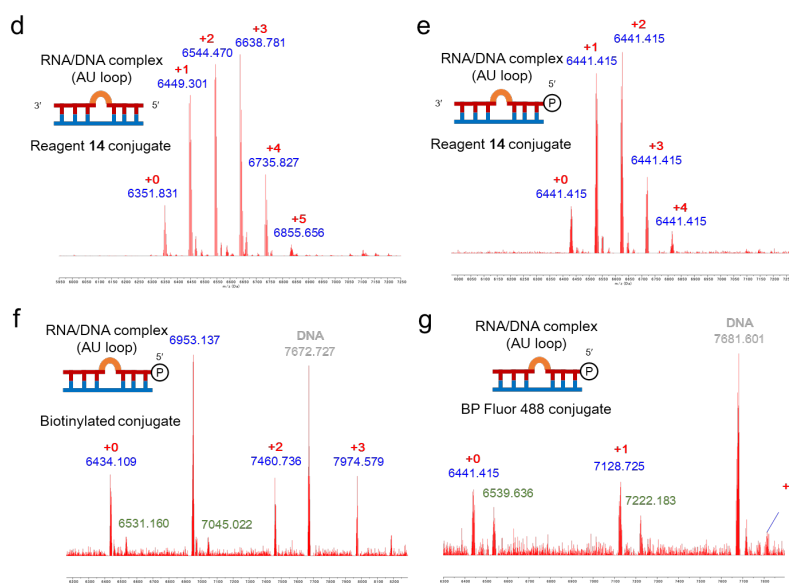 d
RNA/DNA complex
(AU loop)
3'
5'
Reagent 14 conjugate
+0
6351.831
+1
6449.301
+2
6544.470
+3
6638.781
+4
6735.827
+5
6855.656
m/z (Da)
e
RNA/DNA complex
(AU loop)
3'
5'
P
Reagent 14 conjugate
+0
6441.415
+1
6441.415
+2
6441.415
+3
6441.415
+4
6441.415
m/z (Da)
f
RNA/DNA complex
(AU loop)
5'
P
Biotinylated conjugate
+0
6434.109
6531.160
6953.137
7045.022
+2
7460.736
DNA
7672.727
+3
7974.579
g
RNA/DNA complex
(AU loop)
5'
P
BP Fluor 488 conjugate
+0
6441.415
6539.636
+1
7128.725
7222.183
DNA
7681.601
+